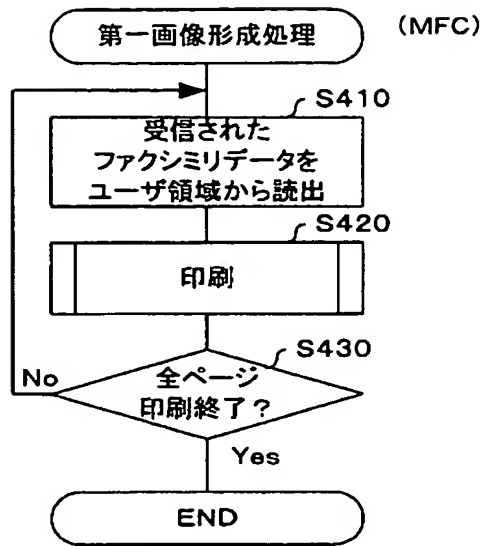 第一画像形成処理
(MFC)
S410
受信された
ファクシミリデータを
ユーザ領域から読出
S420
印刷
S430
全ページ
印刷終了?
No
Yes
END